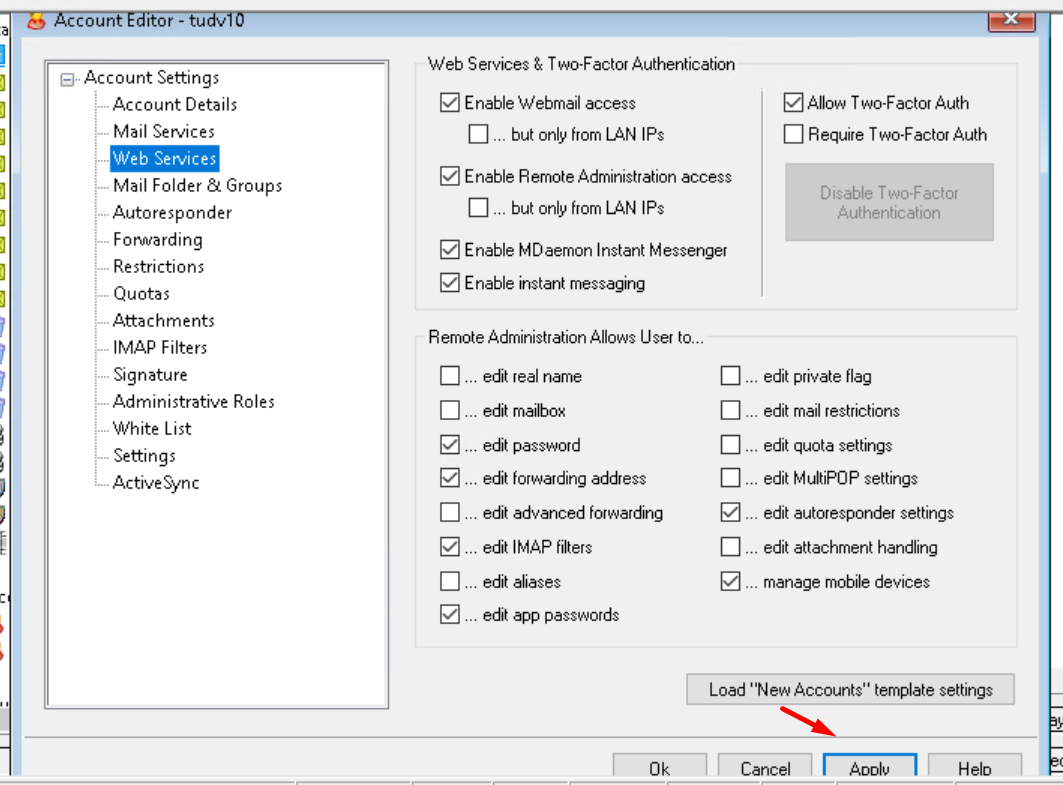 Account Editor - tudv10
Account Settings
Account Details
Mail Services
Web Services
Mail Folder & Groups
Autoresponder
Forwarding
Restrictions
Quotas
Attachments
IMAP Filters
Signature
Administrative Roles
White List
Settings
ActiveSync
Web Services & Two-Factor Authentication
Enable Webmail access
... but only from LAN IPs
Enable Remote Administration access
... but only from LAN IPs
Enable MDaemon Instant Messenger
Enable instant messaging
Allow Two-Factor Auth
Require Two-Factor Auth
Disable Two-Factor
Authentication
Remote Administration Allows User to...
... edit real name
... edit mailbox
... edit password
... edit forwarding address
... edit advanced forwarding
... edit IMAP filters
... edit aliases
... edit app passwords
... edit private flag
... edit mail restrictions
... edit quota settings
... edit MultiPOP settings
... edit autoresponder settings
... edit attachment handling
... manage mobile devices
Load "New Accounts" template settings
Ok
Cancel
Apply
Help